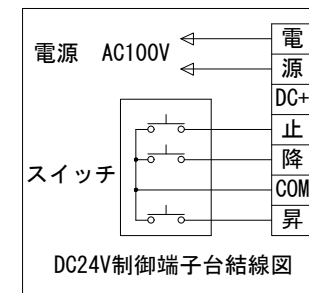 電源 AC100V
電
源
DC+
止
降
COM
昇
スイッチ
DC24V制御端子台結線図